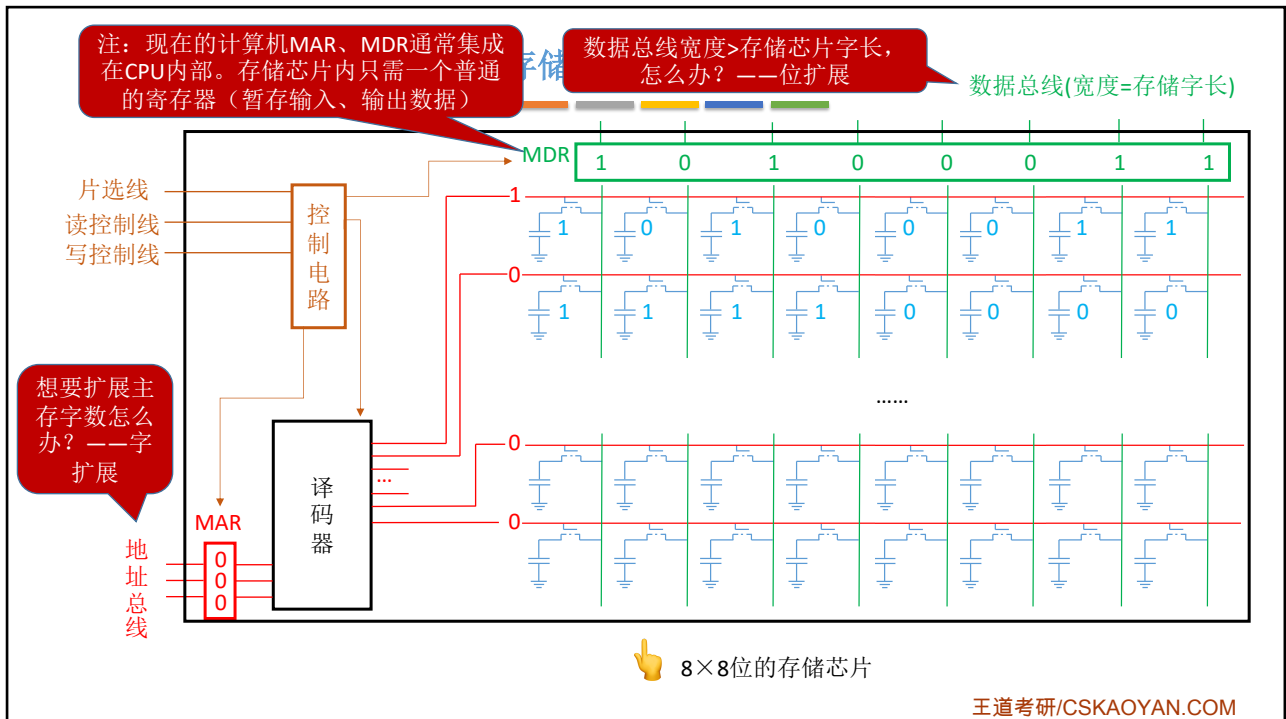 注：现在的计算机MAR、MDR通常集成
在CPU内部。存储芯片内只需一个普通
的寄存器（暂存输入、输出数据）
数据总线宽度>存储芯片字长，
怎么办？——位扩展
存储
数据总线(宽度=存储字长)
MDR
1 0 1 0 0 0 1 1
片选线
读控制线
写控制线
控制电路
1
1 0 1 0 0 0 1 1
0
1 1 1 1 0 0 0 0
......
想要扩展主
存字数怎么
办？——字
扩展
0
...
译码器
0
MAR
地址总线
0
0
0
8×8位的存储芯片
王道考研/CSKAOYAN.COM